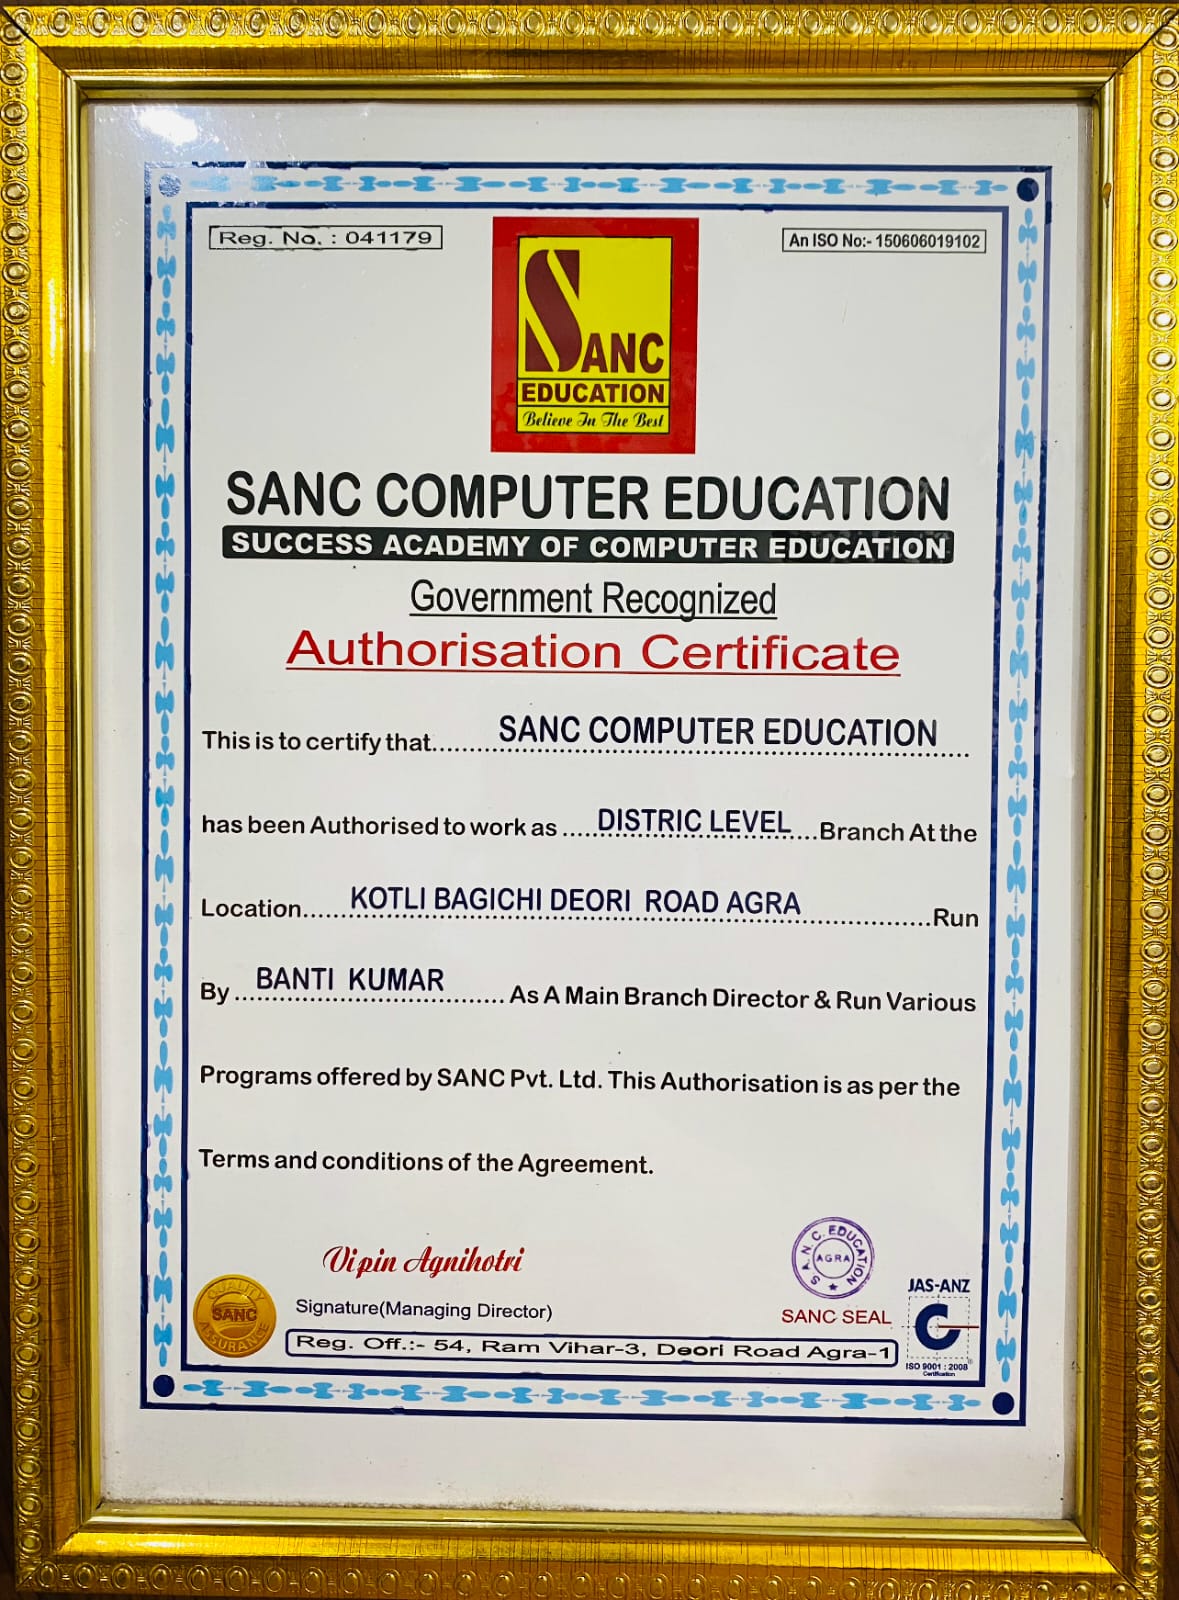 Reg. No. : 041179
An ISO No:- 150606019102
SANC
EDUCATION
Believe In The Best
SANC COMPUTER EDUCATION
SUCCESS ACADEMY OF COMPUTER EDUCATION
Government Recognized
Authorisation Certificate
This is to certify that..........SANC COMPUTER EDUCATION..........
has been Authorised to work as .....DISTRIC LEVEL....Branch At the
Location......KOTLI BAGICHI DEORI ROAD AGRA..................Run
By ...BANTI KUMAR....... As A Main Branch Director & Run Various
Programs offered by SANC Pvt. Ltd. This Authorisation is as per the
Terms and conditions of the Agreement.
Vipin Agnihotri
Signature(Managing Director)
QUALITY
SANC
ASSURANCE
S.A.N.C. EDUCATION
AGRA
SANC SEAL
JAS-ANZ
ISO 9001 : 2008
Certification
Reg. Off.:- 54, Ram Vihar-3, Deori Road Agra-1